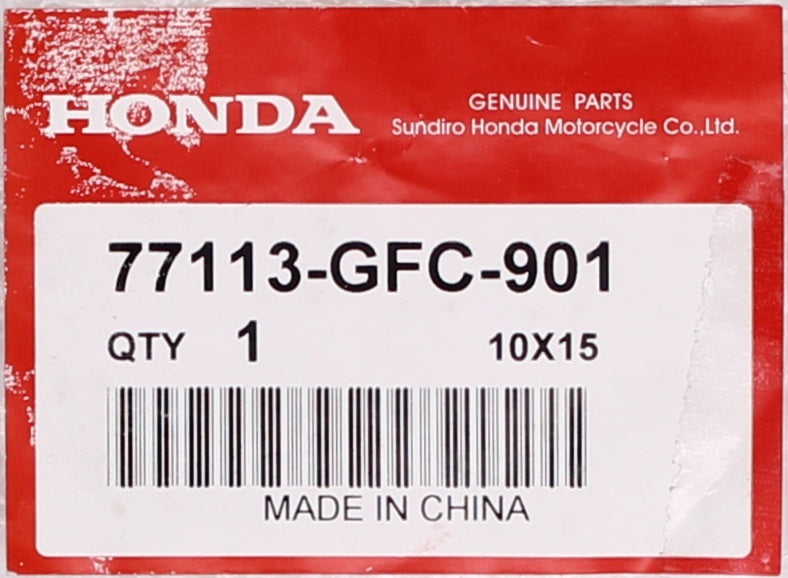 HONDA
GENUINE PARTS
Sundiro Honda Motorcycle Co.,Ltd.
77113-GFC-901
QTY 1 10X15
MADE IN CHINA